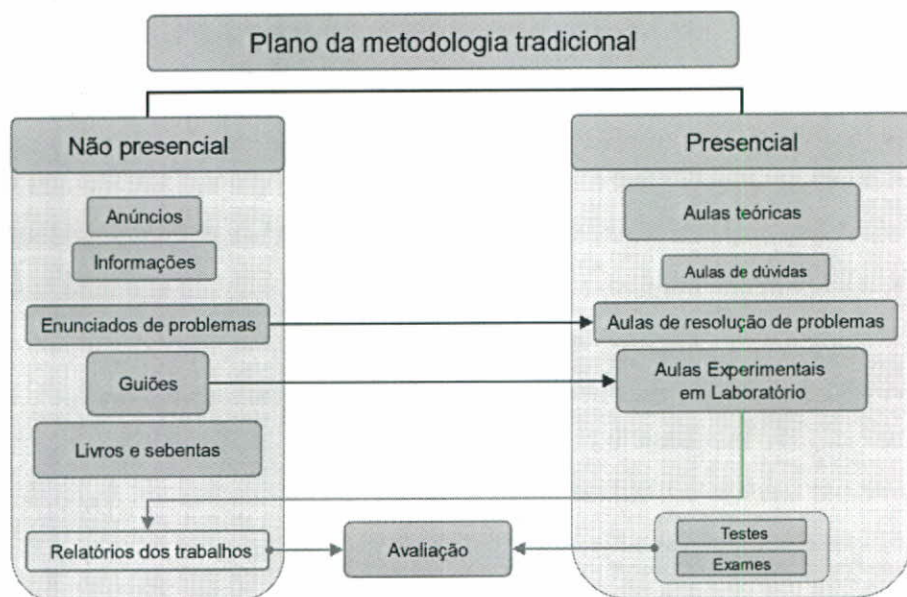 Plano da metodologia tradicional
Não presencial
Anúncios
Informações
Enunciados de problemas
Guiões
Livros e sebentas
Relatórios dos trabalhos
Avaliação
Presencial
Aulas teóricas
Aulas de dúvidas
Aulas de resolução de problemas
Aulas Experimentais
em Laboratório
Testes
Exames